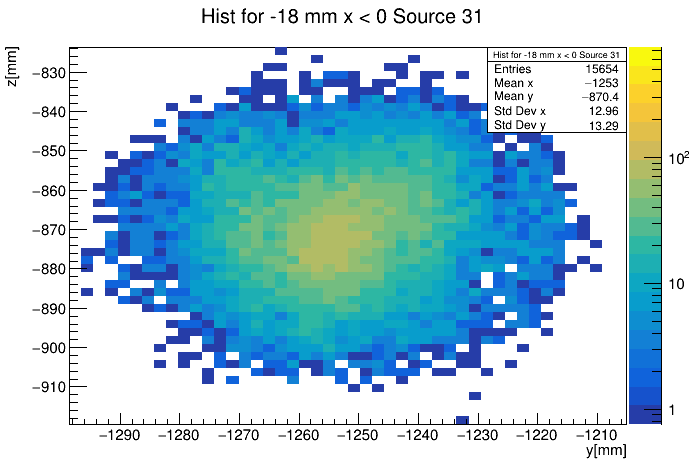 Hist for -18 mm x < 0 Source 31
z[mm]
Hist for -18 mm x < 0 Source 31
Entries 15654
Mean x −1253
Mean y −870.4
Std Dev x 12.96
Std Dev y 13.29
−830
−840
−850
−860
−870
−880
−890
−900
−910
10²
10
1
−1290 −1280 −1270 −1260 −1250 −1240 −1230 −1220 −1210
y[mm]